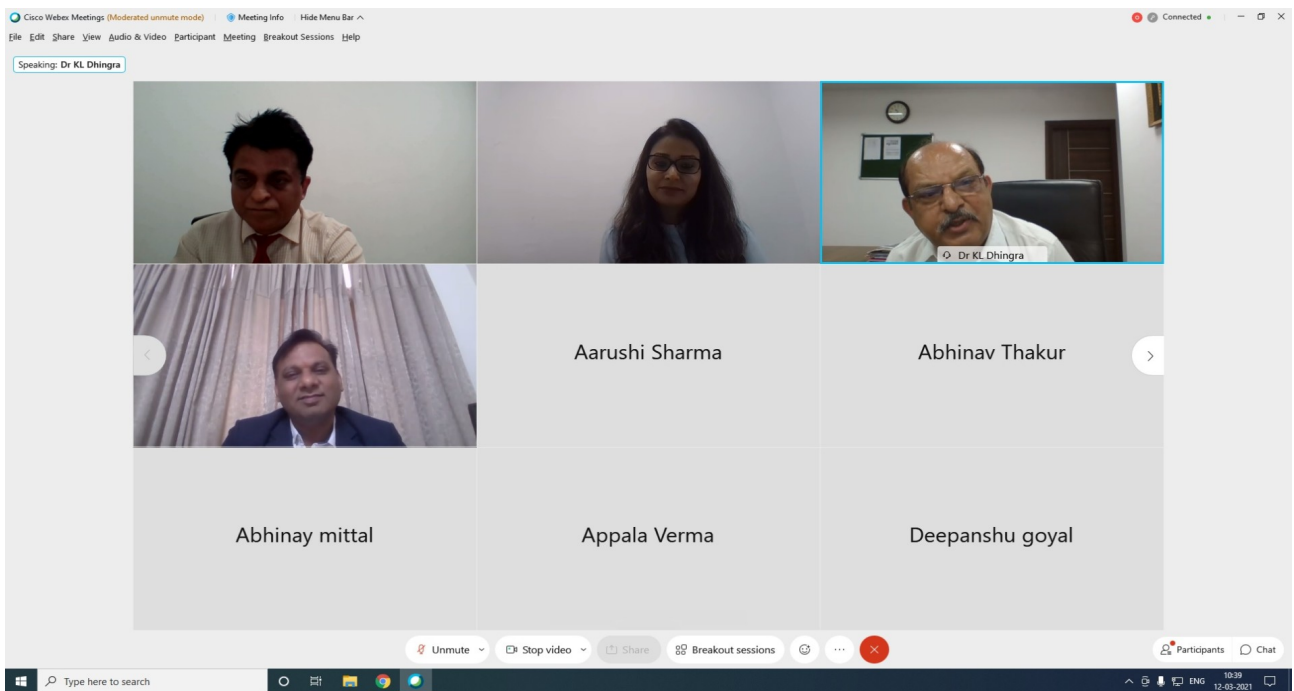 Cisco Webex Meetings (Moderated unmute mode) Meeting Info Hide Menu Bar Connected
File Edit Share View Audio & Video Participant Meeting Breakout Sessions Help
Speaking: Dr KL Dhingra
Dr KL Dhingra
Aarushi Sharma
Abhinav Thakur
Abhinay mittal
Appala Verma
Deepanshu goyal
Unmute Stop video Share Breakout sessions Participants Chat
Type here to search ENG 10:39
12-03-2021